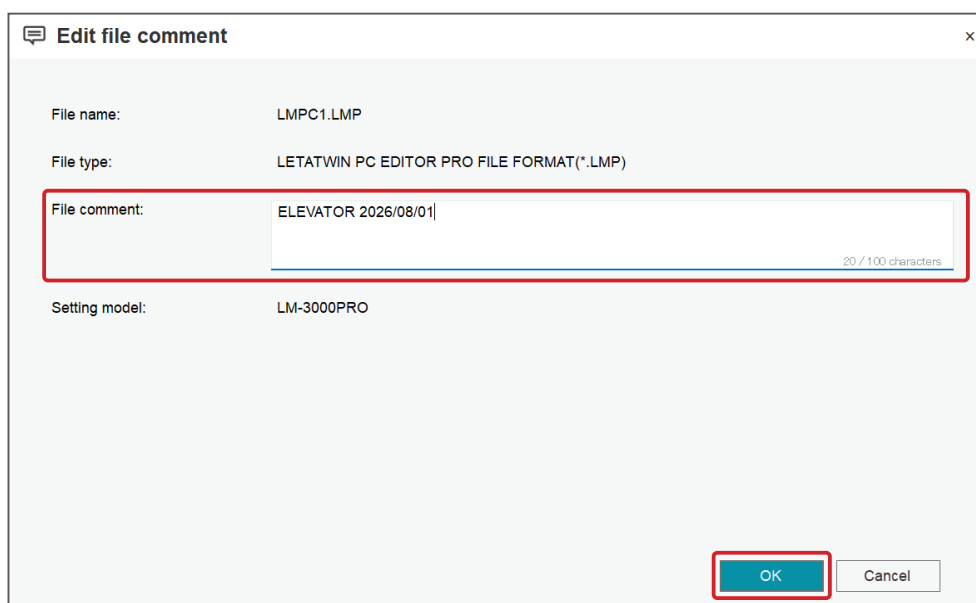 Edit file comment
×
File name: LMPC1.LMP
File type: LETATWIN PC EDITOR PRO FILE FORMAT(*.LMP)
File comment: ELEVATOR 2026/08/01
20 / 100 characters
Setting model: LM-3000PRO
OK Cancel